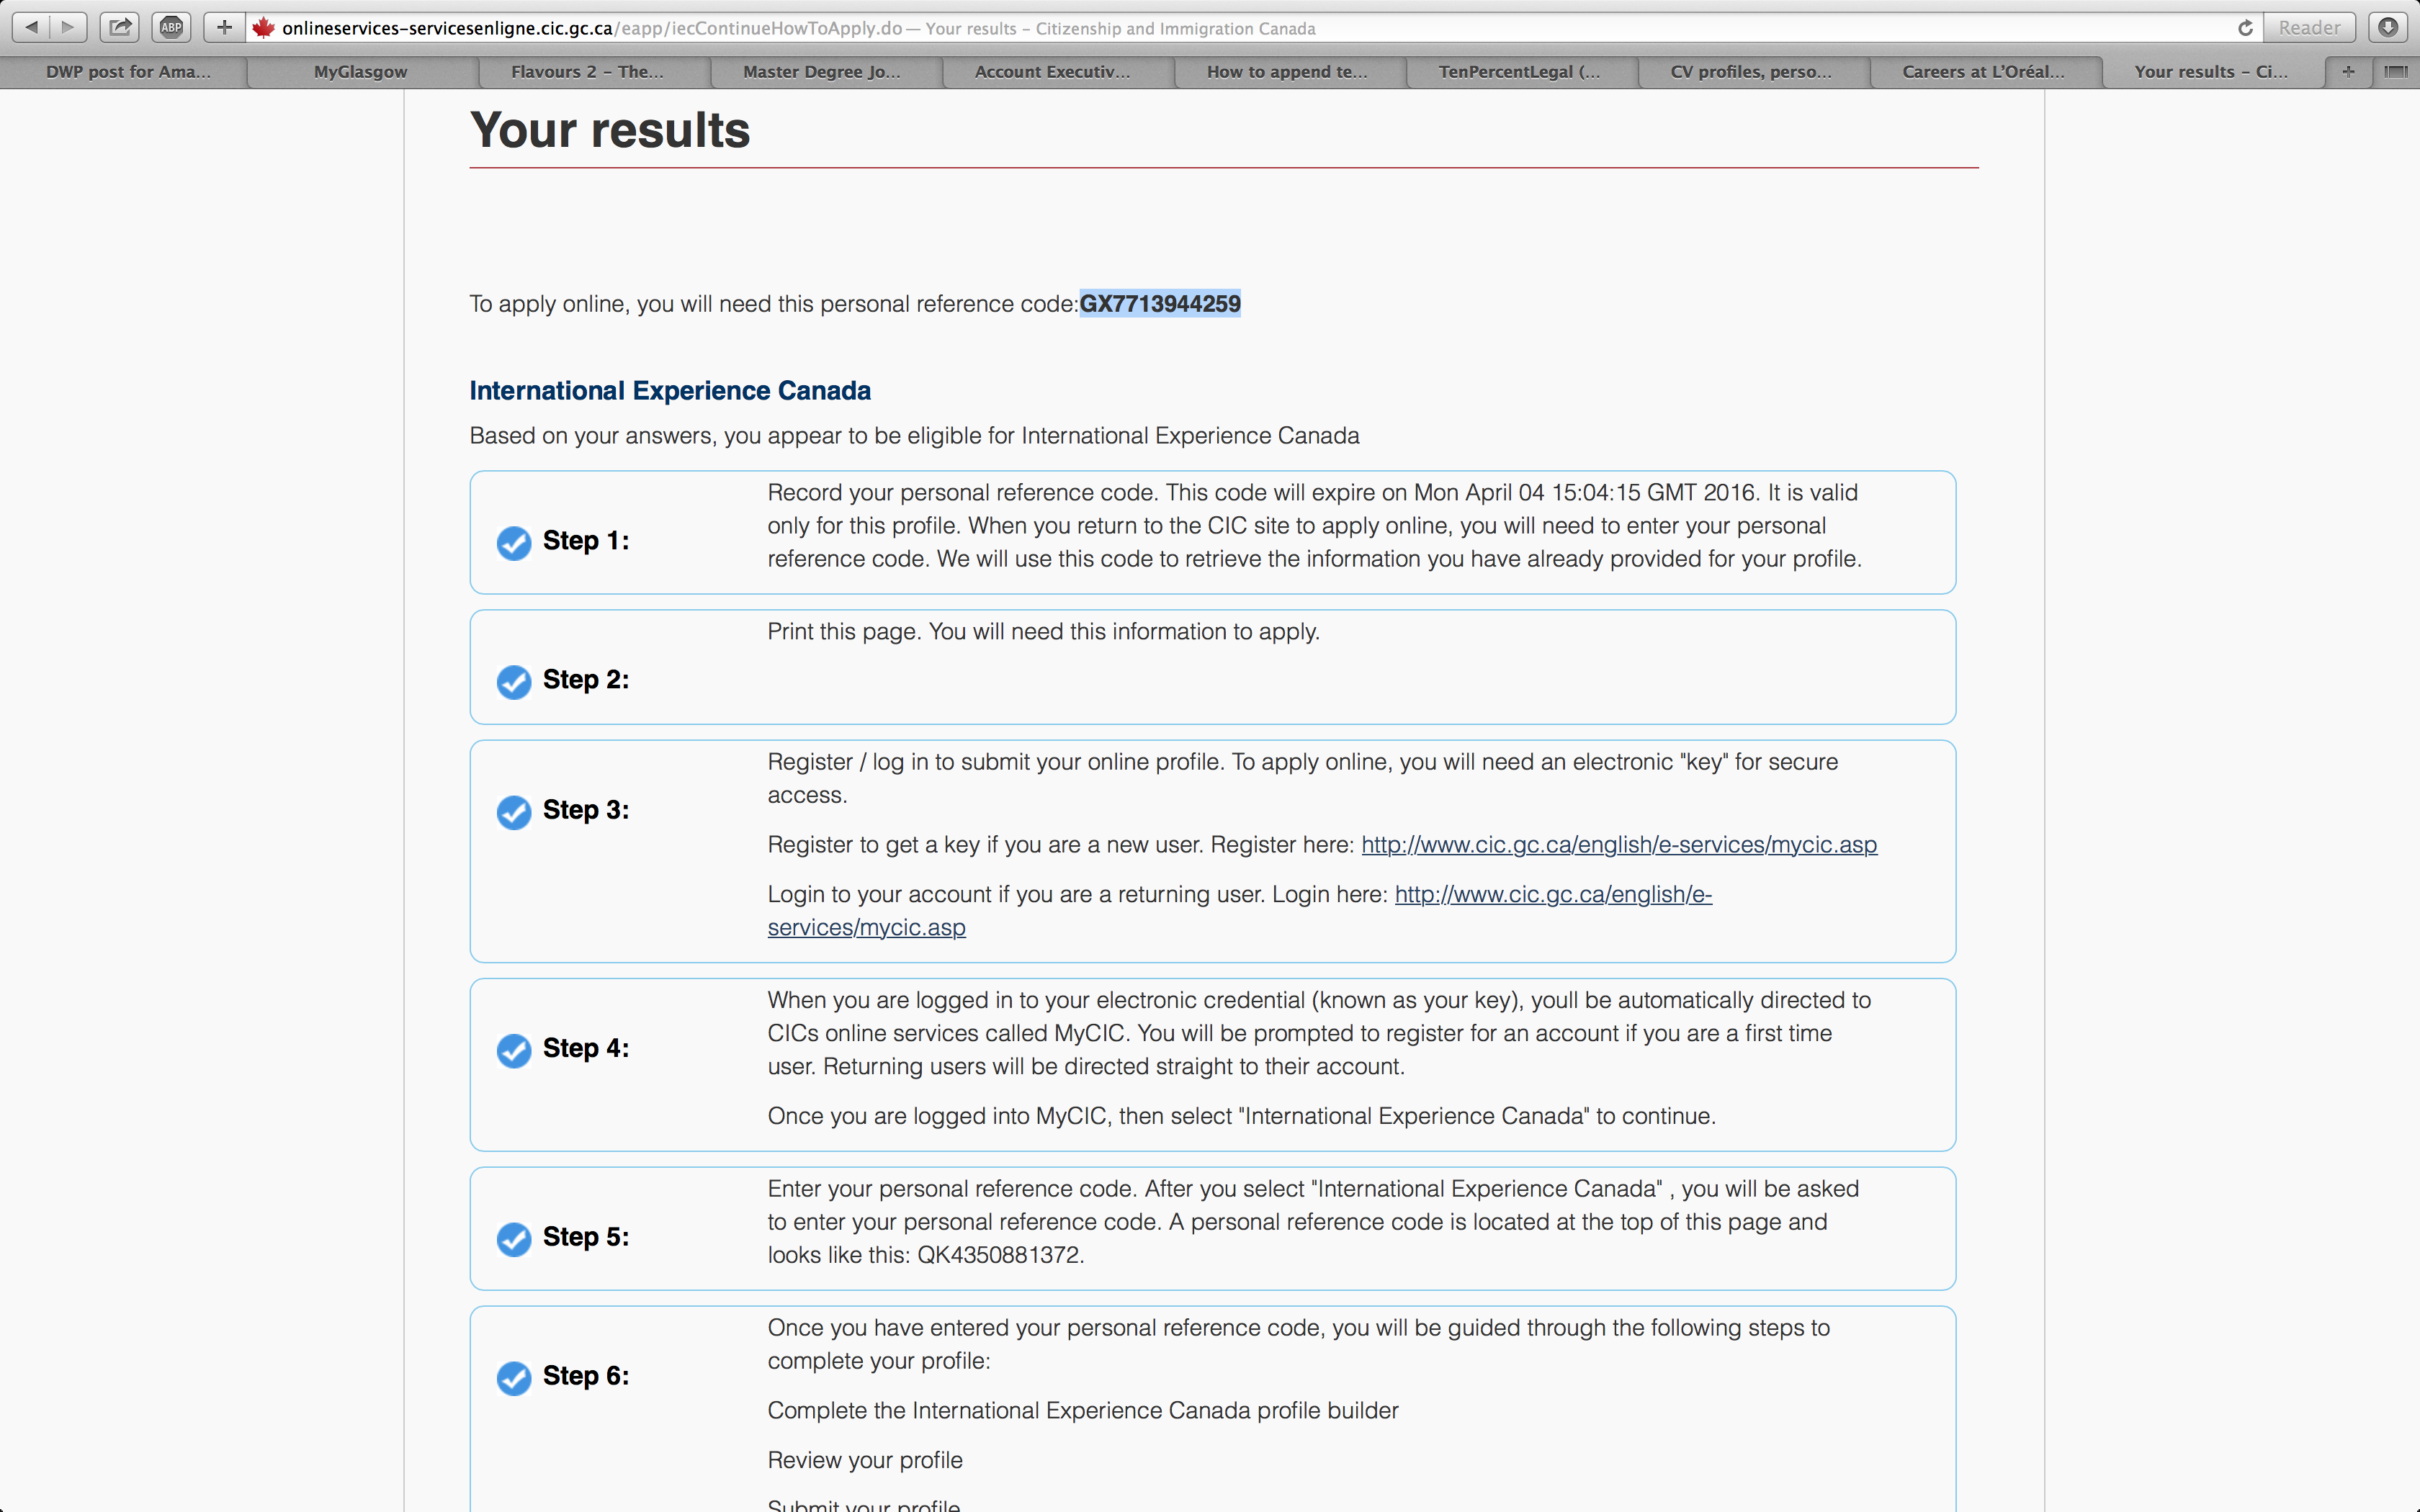 ABP
onlineservices-servicesenligne.cic.gc.ca/eapp/iecContinueHowToApply.do — Your results – Citizenship and Immigration Canada
Reader
DWP post for Ama... MyGlasgow Flavours 2 – The... Master Degree Jo... Account Executiv... How to append te... TenPercentLegal (... CV profiles, perso... Careers at L'Oréal... Your results – Ci...
Your results
To apply online, you will need this personal reference code:GX7713944259
International Experience Canada
Based on your answers, you appear to be eligible for International Experience Canada
Step 1:
Record your personal reference code. This code will expire on Mon April 04 15:04:15 GMT 2016. It is valid
only for this profile. When you return to the CIC site to apply online, you will need to enter your personal
reference code. We will use this code to retrieve the information you have already provided for your profile.
Step 2:
Print this page. You will need this information to apply.
Step 3:
Register / log in to submit your online profile. To apply online, you will need an electronic "key" for secure
access.
Register to get a key if you are a new user. Register here: http://www.cic.gc.ca/english/e-services/mycic.asp
Login to your account if you are a returning user. Login here: http://www.cic.gc.ca/english/e-
services/mycic.asp
Step 4:
When you are logged in to your electronic credential (known as your key), youll be automatically directed to
CICs online services called MyCIC. You will be prompted to register for an account if you are a first time
user. Returning users will be directed straight to their account.
Once you are logged into MyCIC, then select "International Experience Canada" to continue.
Step 5:
Enter your personal reference code. After you select "International Experience Canada" , you will be asked
to enter your personal reference code. A personal reference code is located at the top of this page and
looks like this: QK4350881372.
Step 6:
Once you have entered your personal reference code, you will be guided through the following steps to
complete your profile:
Complete the International Experience Canada profile builder
Review your profile
Submit your profile